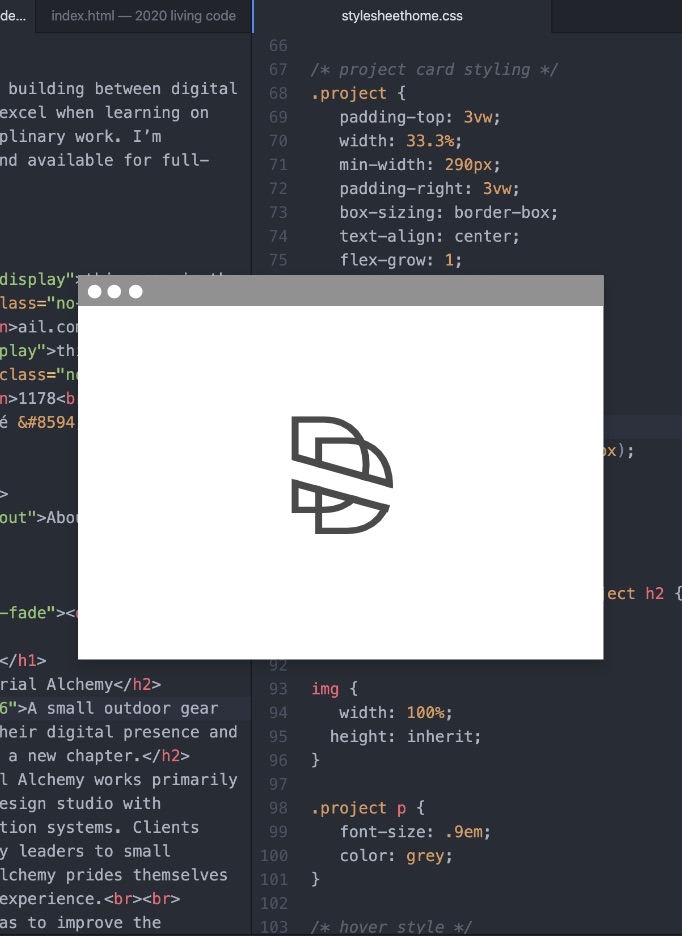 de...
index.html — 2020 living code
building between digital
excel when learning on
plinary work. I’m
nd available for full-
display">
lass="no-
n>ail.co
play">thi
class="no
n>1178<b
é &#8594
>
out">Abou
-fade"><
</h1>
rial Alchemy</h2>
6">A small outdoor gear
heir digital presence and
a new chapter.</h2>
l Alchemy works primarily
esign studio with
tion systems. Clients
y leaders to small
lchemy prides themselves
experience.<br><br>
as to improve the
stylesheethome.css
66
67 /* project card styling */
68 .project {
69 padding-top: 3vw;
70 width: 33.3%;
71 min-width: 290px;
72 padding-right: 3vw;
73 box-sizing: border-box;
74 text-align: center;
75 flex-grow: 1;
px);
ject h2 {
92
93 img {
94 width: 100%;
95 height: inherit;
96 }
97
98 .project p {
99 font-size: .9em;
100 color: grey;
101 }
102
103 /* hover style */